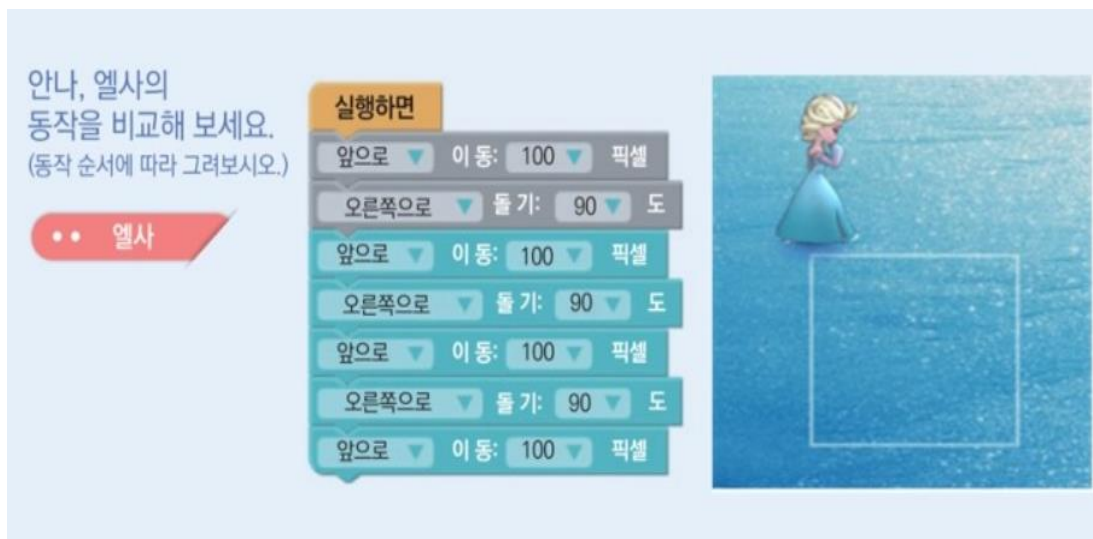 안나, 엘사의
동작을 비교해 보세요.
(동작 순서에 따라 그려보시오.)
엘사
실행하면
앞으로 이동: 100 픽셀
오른쪽으로 돌기: 90 도
앞으로 이동: 100 픽셀
오른쪽으로 돌기: 90 도
앞으로 이동: 100 픽셀
오른쪽으로 돌기: 90 도
앞으로 이동: 100 픽셀